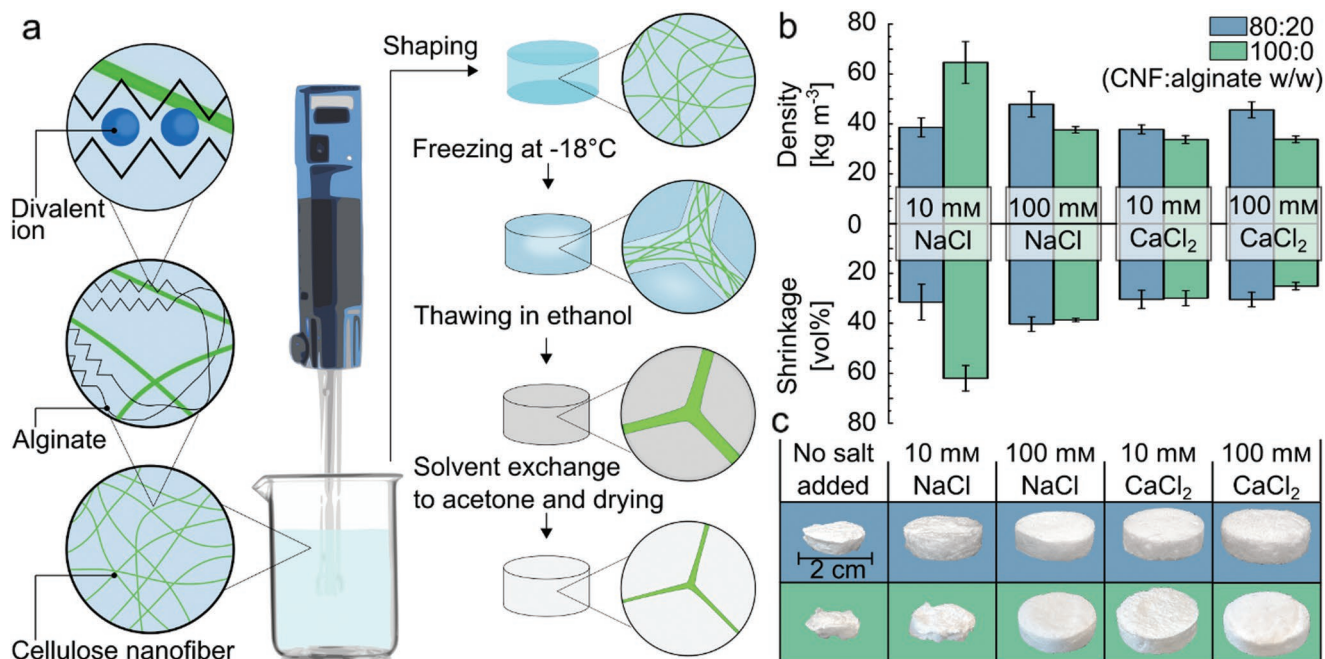 a
Divalent
ion
Alginate
Cellulose nanofiber
Shaping
Freezing at -18°C
Thawing in ethanol
Solvent exchange
to acetone and drying
b
80:20
100:0
(CNF:alginate w/w)
Density
[kg m⁻³]
Shrinkage
[vol%]
80
60
40
20
0
20
40
60
80
10 mM
NaCl
100 mM
NaCl
10 mM
CaCl₂
100 mM
CaCl₂
c
No salt
added
10 mM
NaCl
100 mM
NaCl
10 mM
CaCl₂
100 mM
CaCl₂
2 cm